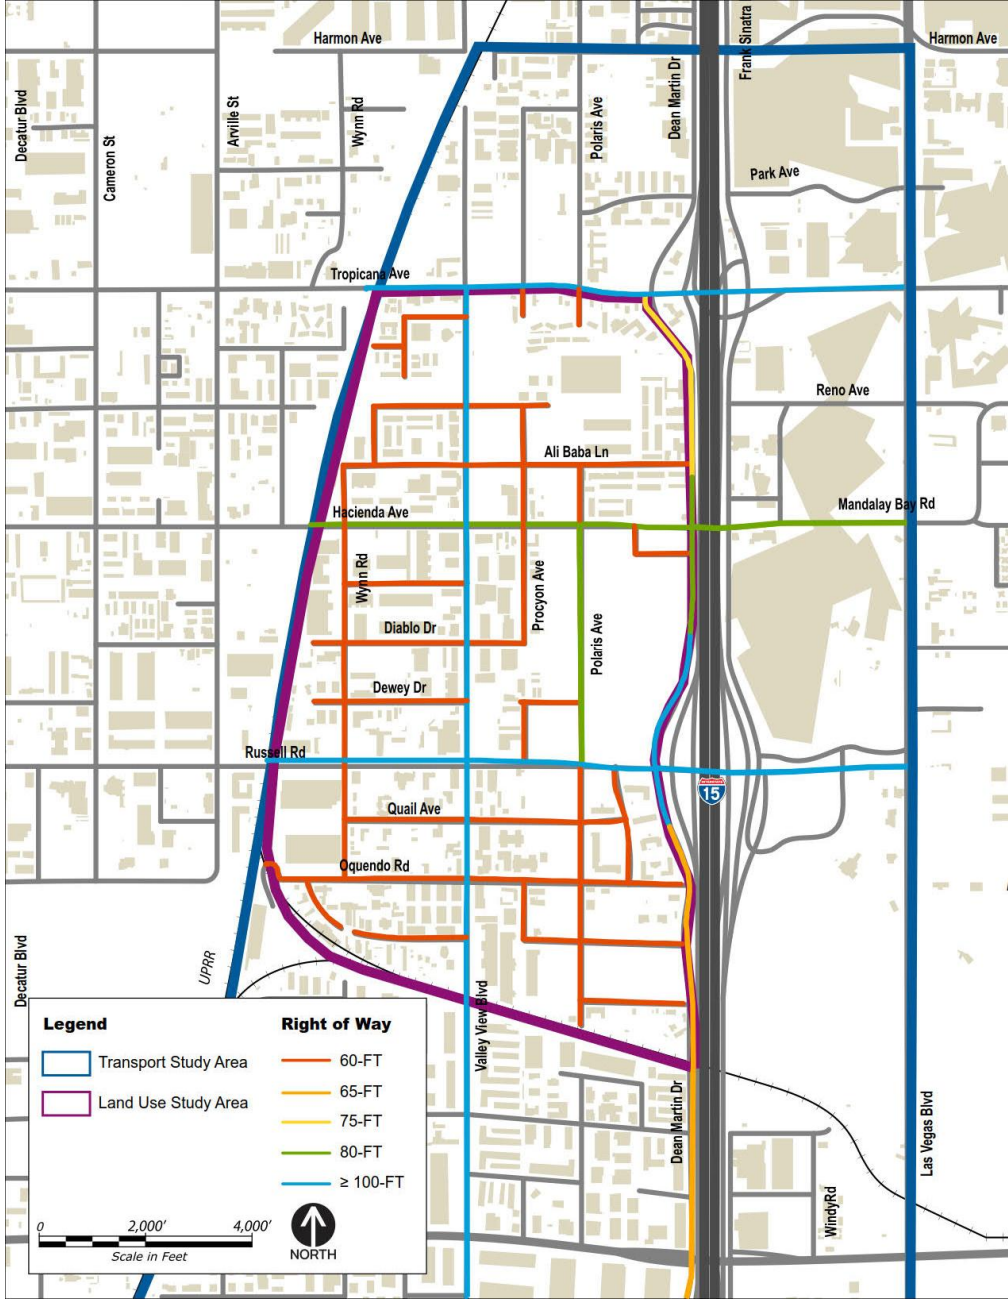 Harmon Ave
Harmon Ave
Frank Sinatra
Dean Martin Dr
Decatur Blvd
Cameron St
Arville St
Wynn Rd
Polaris Ave
Park Ave
Tropicana Ave
Reno Ave
Ali Baba Ln
Hacienda Ave
Mandalay Bay Rd
Wynn Rd
Procyon Ave
Diablo Dr
Polaris Ave
Dewey Dr
Russell Rd
15
Quail Ave
Oquendo Rd
Decatur Blvd
UPRR
Valley View Blvd
Dean Martin Dr
Las Vegas Blvd
WindyRd
Legend
Transport Study Area
Land Use Study Area
Right of Way
60-FT
65-FT
75-FT
80-FT
≥ 100-FT
0 2,000' 4,000'
Scale in Feet
NORTH